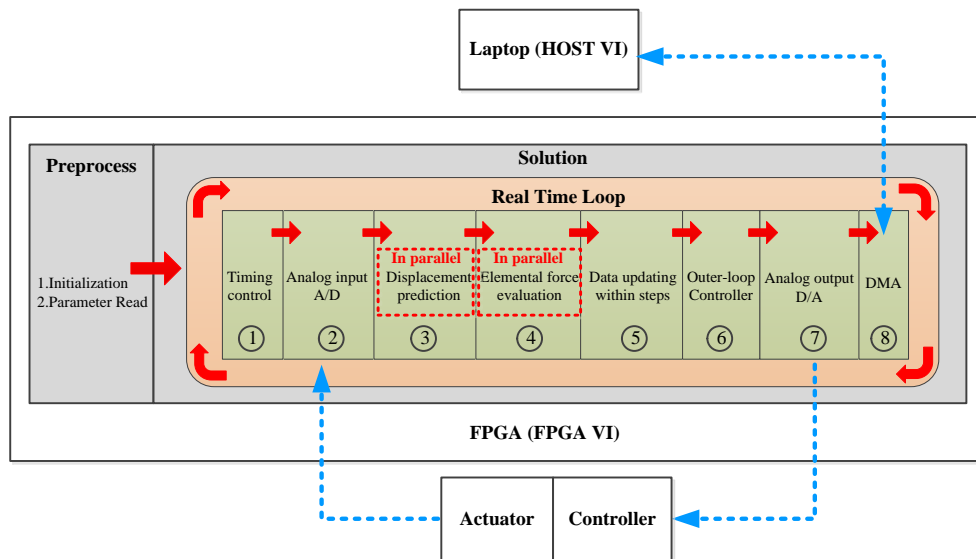 Laptop (HOST VI)
Preprocess
Solution
Real Time Loop
1.Initialization
2.Parameter Read
Timing
control
1
Analog input
A/D
2
In parallel
Displacement
prediction
3
In parallel
Elemental force
evaluation
4
Data updating
within steps
5
Outer-loop
Controller
6
Analog output
D/A
7
DMA
8
FPGA (FPGA VI)
Actuator
Controller